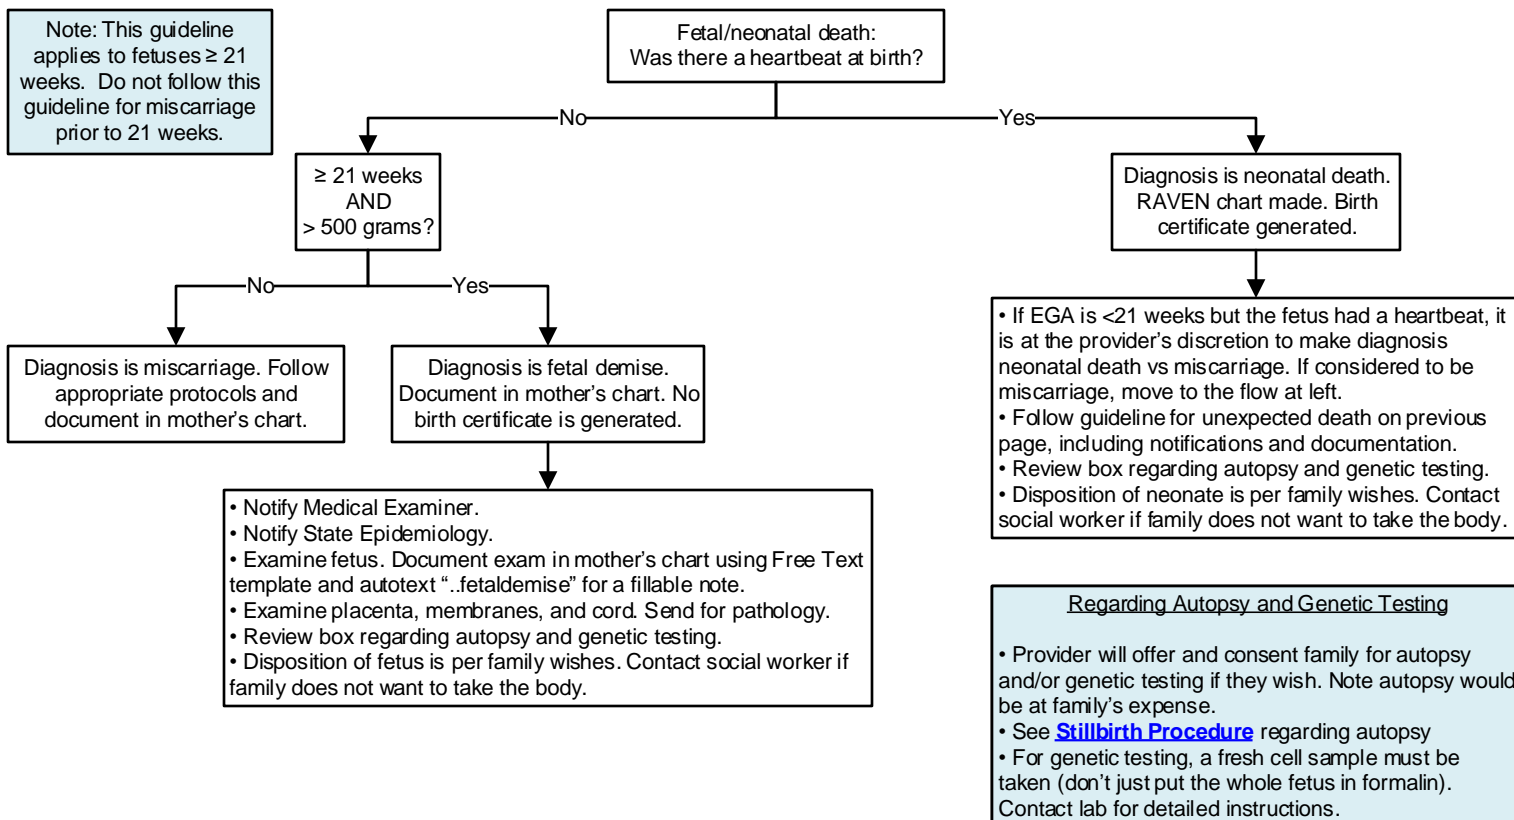 Note: This guideline
applies to fetuses ≥ 21
weeks.  Do not follow this
guideline for miscarriage
prior to 21 weeks.
Fetal/neonatal death:
Was there a heartbeat at birth?
No
Yes
≥ 21 weeks
AND
> 500 grams?
Diagnosis is neonatal death.
RAVEN chart made. Birth
certificate generated.
No
Yes
Diagnosis is miscarriage. Follow
appropriate protocols and
document in mother’s chart.
Diagnosis is fetal demise.
Document in mother’s chart. No
birth certificate is generated.
• If EGA is <21 weeks but the fetus had a heartbeat, it
is at the provider’s discretion to make diagnosis
neonatal death vs miscarriage. If considered to be
miscarriage, move to the flow at left.
• Follow guideline for unexpected death on previous
page, including notifications and documentation.
• Review box regarding autopsy and genetic testing.
• Disposition of neonate is per family wishes. Contact
social worker if family does not want to take the body.
• Notify Medical Examiner.
• Notify State Epidemiology.
• Examine fetus. Document exam in mother’s chart using Free Text
template and autotext “..fetaldemise” for a fillable note.
• Examine placenta, membranes, and cord. Send for pathology.
• Review box regarding autopsy and genetic testing.
• Disposition of fetus is per family wishes. Contact social worker if
family does not want to take the body.
Regarding Autopsy and Genetic Testing
• Provider will offer and consent family for autopsy
and/or genetic testing if they wish. Note autopsy would
be at family’s expense.
• See Stillbirth Procedure regarding autopsy
• For genetic testing, a fresh cell sample must be
taken (don’t just put the whole fetus in formalin).
Contact lab for detailed instructions.